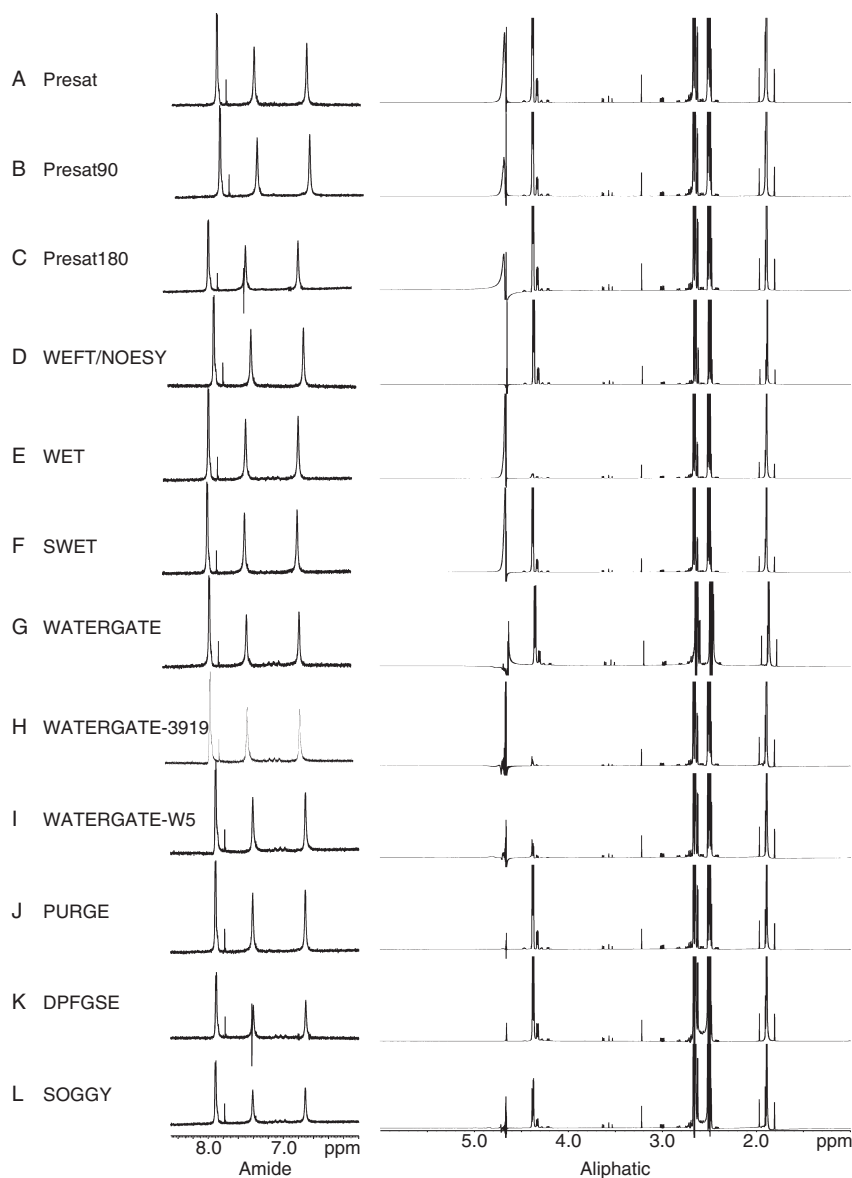 A Presat
B Presat90
C Presat180
D WEFT/NOESY
E WET
F SWET
G WATERGATE
H WATERGATE-3919
I WATERGATE-W5
J PURGE
K DPFGSE
L SOGGY
8.0 7.0 ppm 5.0 4.0 3.0 2.0 ppm
Amide Aliphatic